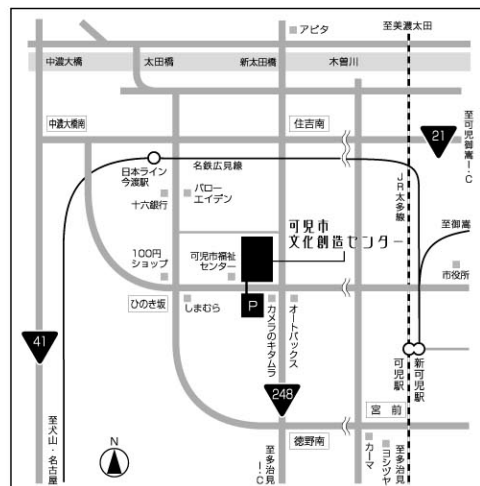 アピタ
至美濃太田
中濃大橋
太田橋
新太田橋
木曽川
中濃大橋南
住吉南
21
至可児御嵩I・C
日本ライン
今渡駅
名鉄広見線
JR太多線
十六銀行
バロー
エイデン
可児市
文化創造センター
至御嵩
100円
ショップ
可児市福祉
センター
市役所
ひのき坂
しまむら
P
カメラのキタムラ
オートバックス
41
248
可児駅
新可児駅
宮前
徳野南
至犬山・名古屋
N
至多治見I・C
カーマ
ヨシヅヤ
至多治見